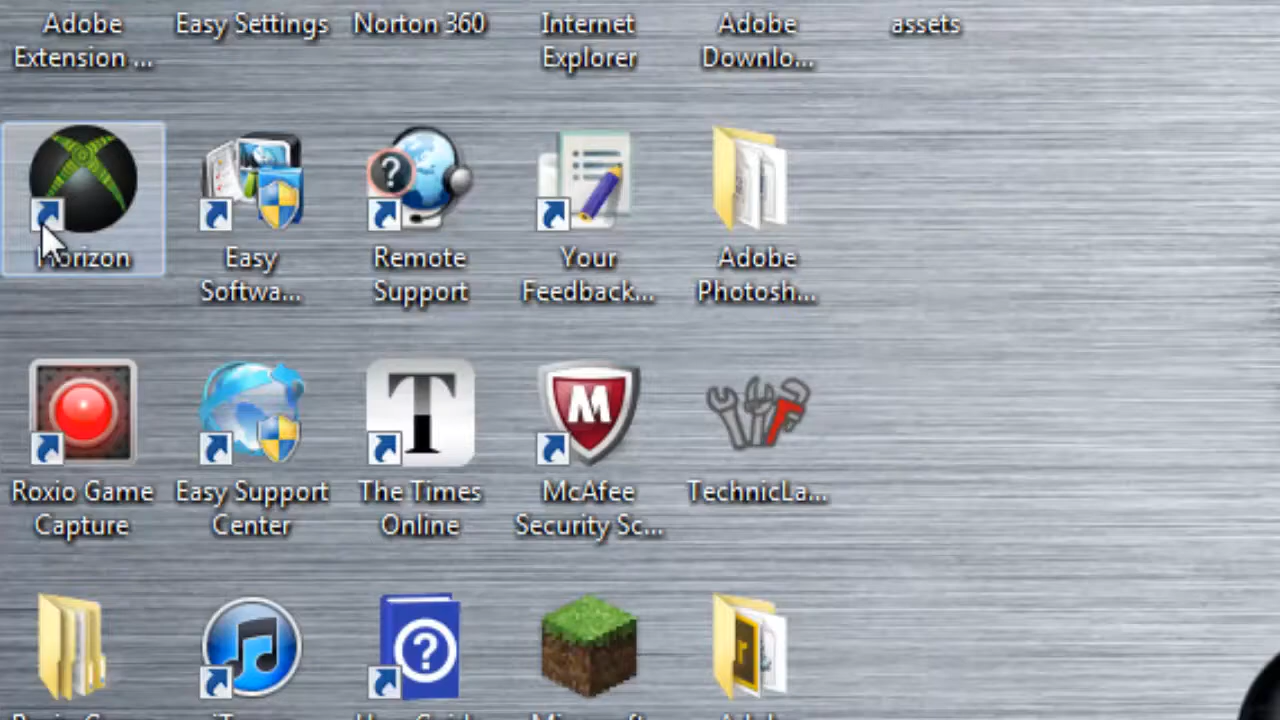 Adobe
Extension ...
Easy Settings
Norton 360
Internet
Explorer
Adobe
Downlo...
assets
Horizon
Easy
Softwa...
Remote
Support
Your
Feedback...
Adobe
Photosh...
Roxio Game
Capture
Easy Support
Center
The Times
Online
McAfee
Security Sc...
TechnicLa...